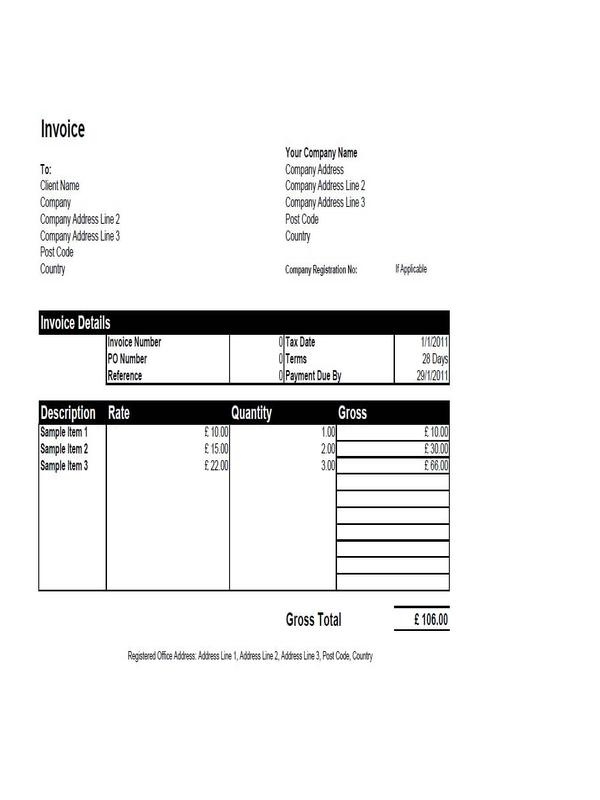 Invoice
Your Company Name
To: Company Address
Client Name Company Address Line 2
Company Company Address Line 3
Company Address Line 2 Post Code
Company Address Line 3 Country
Post Code
Country Company Registration No: If Applicable
Invoice Details
Invoice Number 0 Tax Date 1/1/2011
PO Number 0 Terms 28 Days
Reference 0 Payment Due By 29/1/2011
Description Rate Quantity Gross
Sample Item 1 £ 10.00 1.00 £ 10.00
Sample Item 2 £ 15.00 2.00 £ 30.00
Sample Item 3 £ 22.00 3.00 £ 66.00
Gross Total £ 106.00
Registered Office Address: Address Line 1, Address Line 2, Address Line 3, Post Code, Country